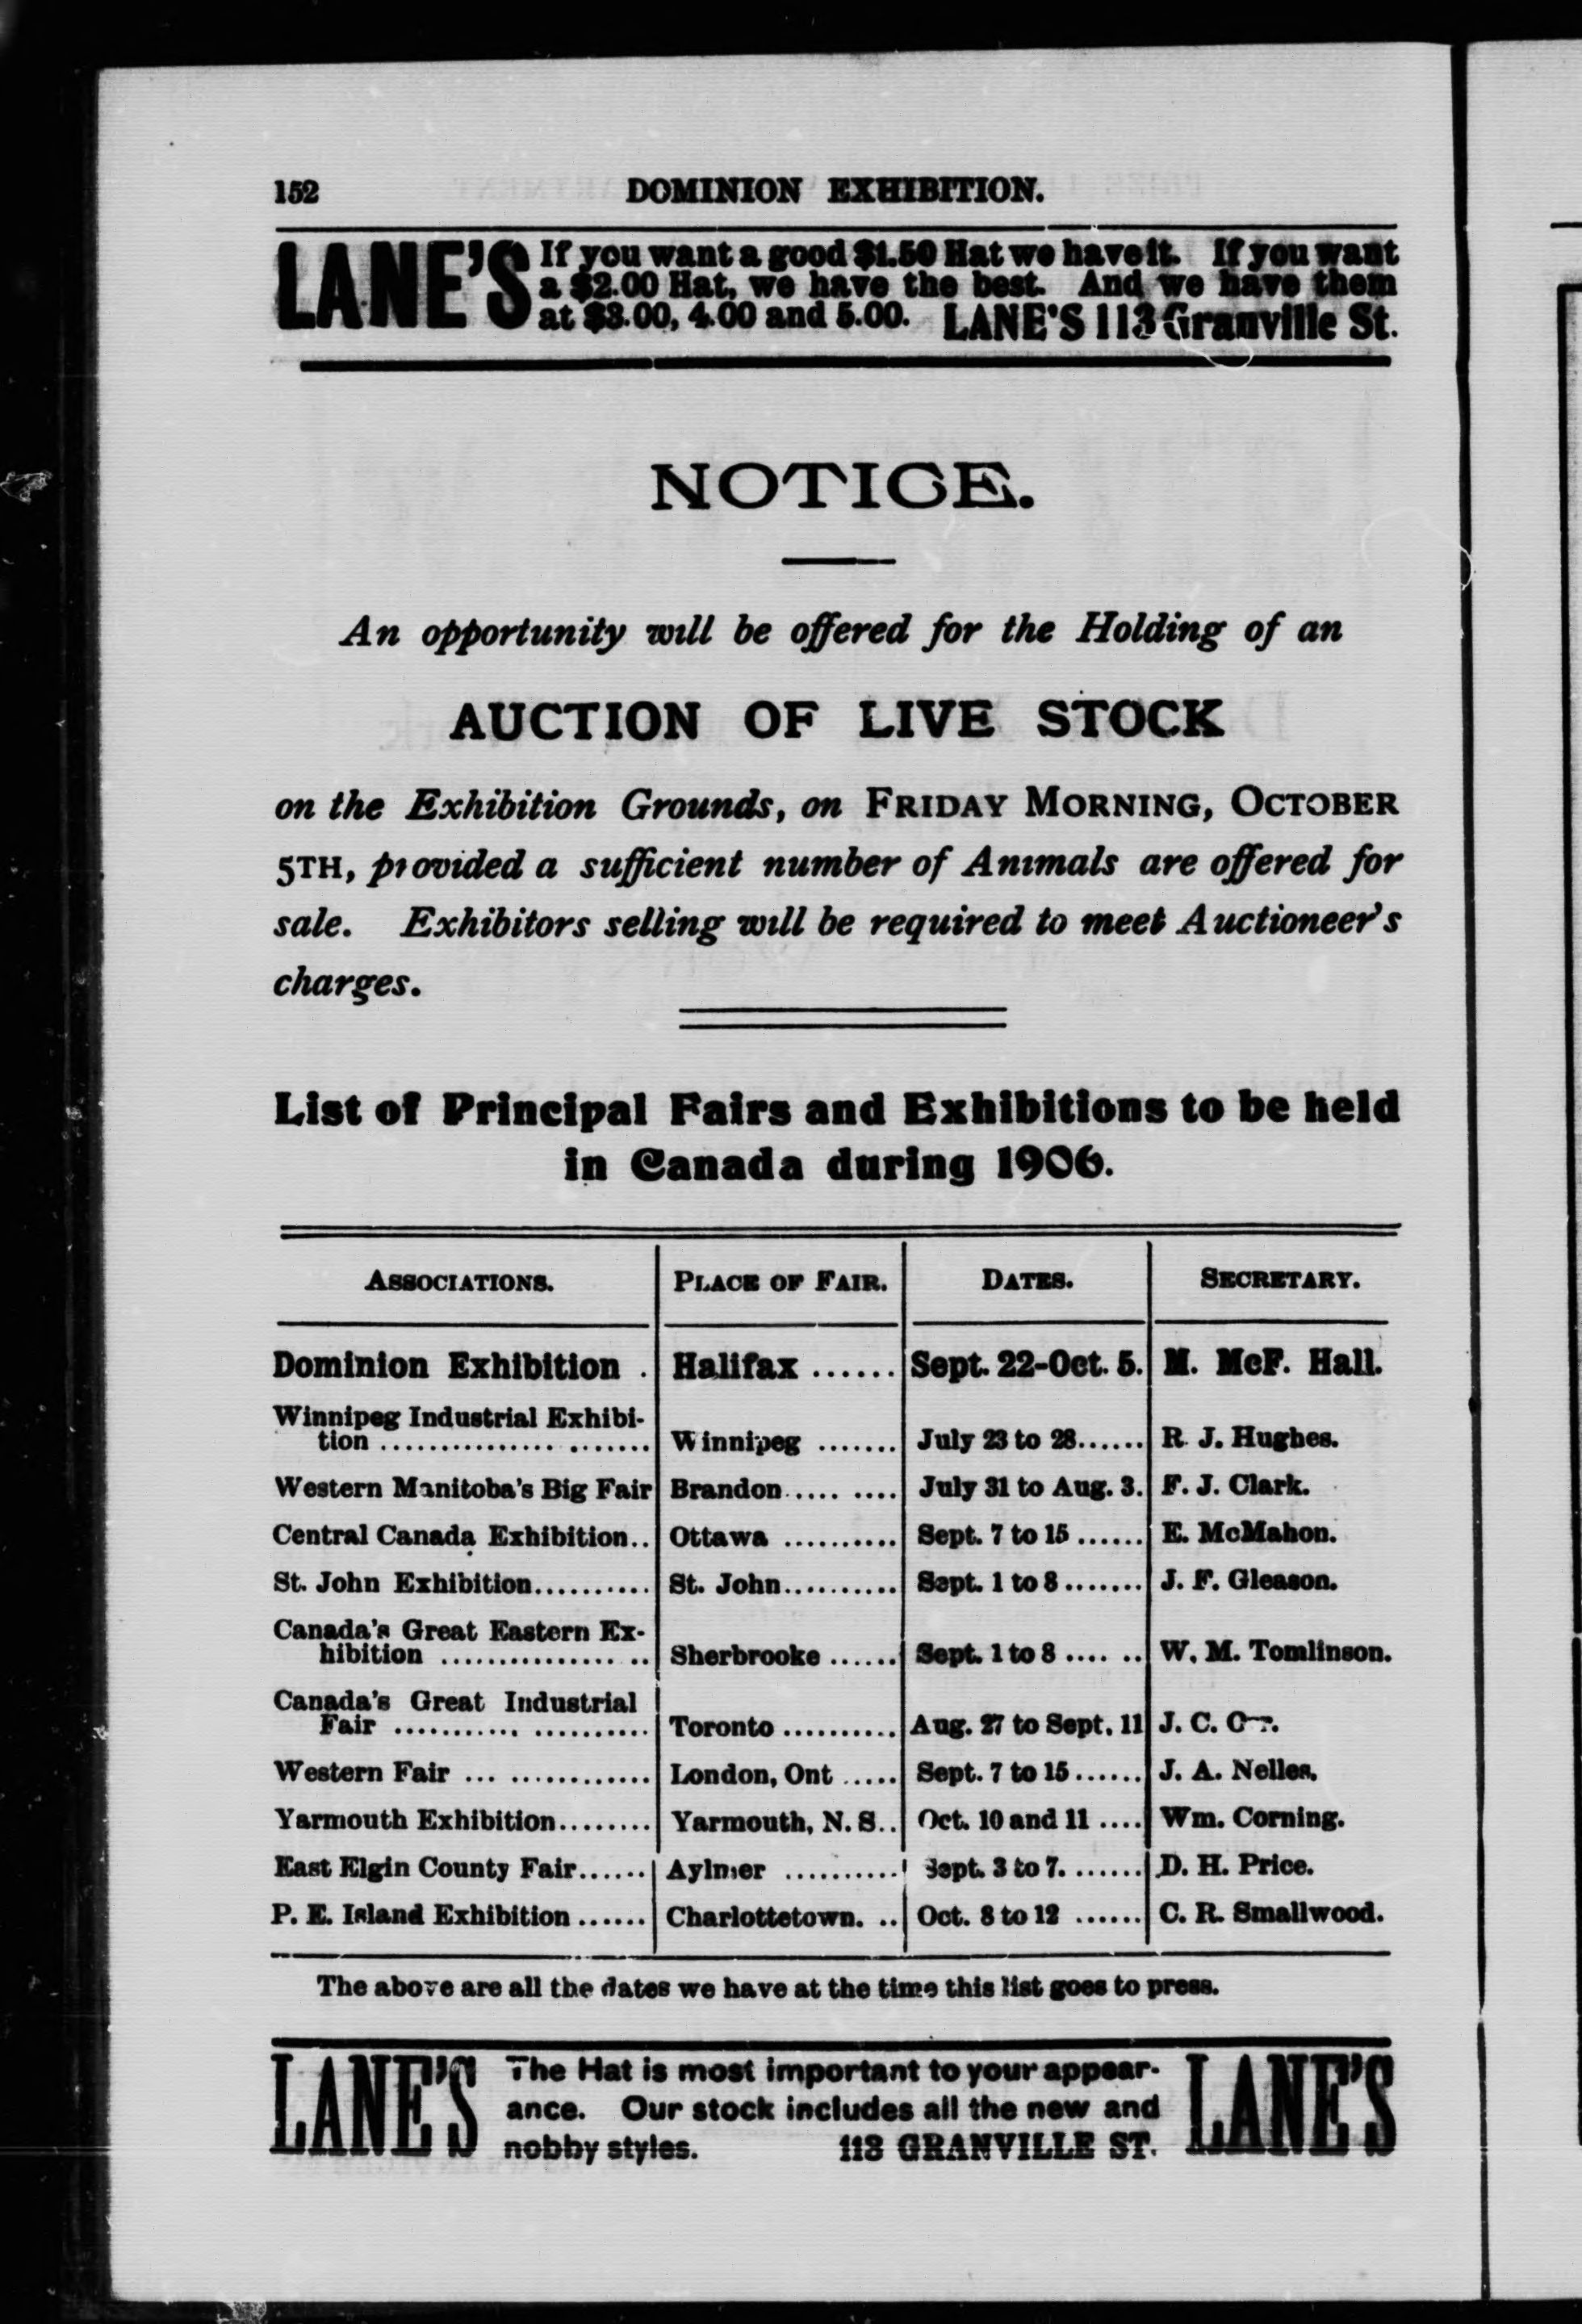 152 DOMINION EXHIBITION.
LANE'S If you want a good $1.50 Hat we have it. If you want
a $2.00 Hat, we have the best. And we have them
at $3.00, 4.00 and 5.00. LANE'S 113 Granville St.
NOTICE.
An opportunity will be offered for the Holding of an
AUCTION OF LIVE STOCK
on the Exhibition Grounds, on FRIDAY MORNING, OCTOBER
5TH, provided a sufficient number of Animals are offered for
sale. Exhibitors selling will be required to meet Auctioneer's
charges.
List of Principal Fairs and Exhibitions to be held
in Canada during 1906.
ASSOCIATIONS. PLACE OF FAIR. DATES. SECRETARY.
Dominion Exhibition . Halifax ...... Sept. 22-Oct. 5. M. McF. Hall.
Winnipeg Industrial Exhibi-
tion ........................ Winnipeg ....... July 23 to 28...... R. J. Hughes.
Western Manitoba's Big Fair Brandon..... .... July 31 to Aug. 3. F. J. Clark.
Central Canada Exhibition.. Ottawa .......... Sept. 7 to 15 ...... E. McMahon.
St. John Exhibition.......... St. John.......... Sept. 1 to 8 ....... J. F. Gleason.
Canada's Great Eastern Ex-
hibition ................. .. Sherbrooke ...... Sept. 1 to 8 .... .. W. M. Tomlinson.
Canada's Great Industrial
Fair ............ .......... Toronto .......... Aug. 27 to Sept. 11 J. C.
Western Fair ... ............ London, Ont ..... Sept. 7 to 15...... J. A. Nelles.
Yarmouth Exhibition........ Yarmouth, N. S.. Oct. 10 and 11 .... Wm. Corning.
East Elgin County Fair...... Aylmer .......... Sept. 3 to 7. ....... D. H. Price.
P. E. Island Exhibition ...... Charlottetown. .. Oct. 8 to 12 ...... C. R. Smallwood.
The above are all the dates we have at the time this list goes to press.
LANE'S The Hat is most important to your appear- LANE'S
ance. Our stock includes all the new and
nobby styles. 113 GRANVILLE ST.